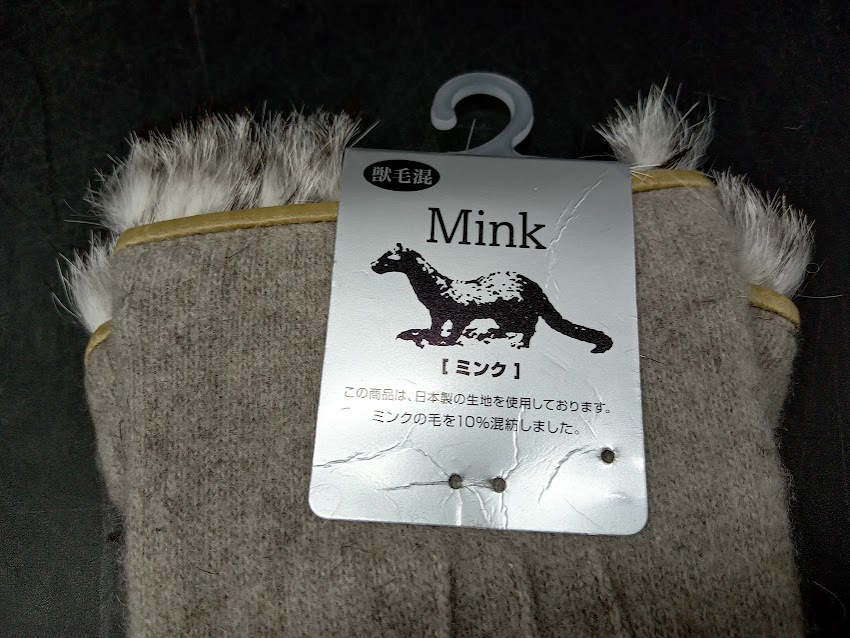 獣毛混
Mink
[ ミンク ]
この商品は、日本製の生地を使用しております。
ミンクの毛を10%混紡しました。